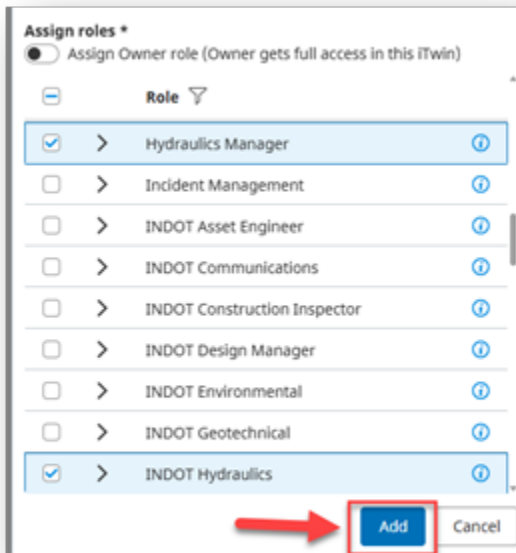 Assign roles *
Assign Owner role (Owner gets full access in this iTwin)
Role
Hydraulics Manager
Incident Management
INDOT Asset Engineer
INDOT Communications
INDOT Construction Inspector
INDOT Design Manager
INDOT Environmental
INDOT Geotechnical
INDOT Hydraulics
Add Cancel